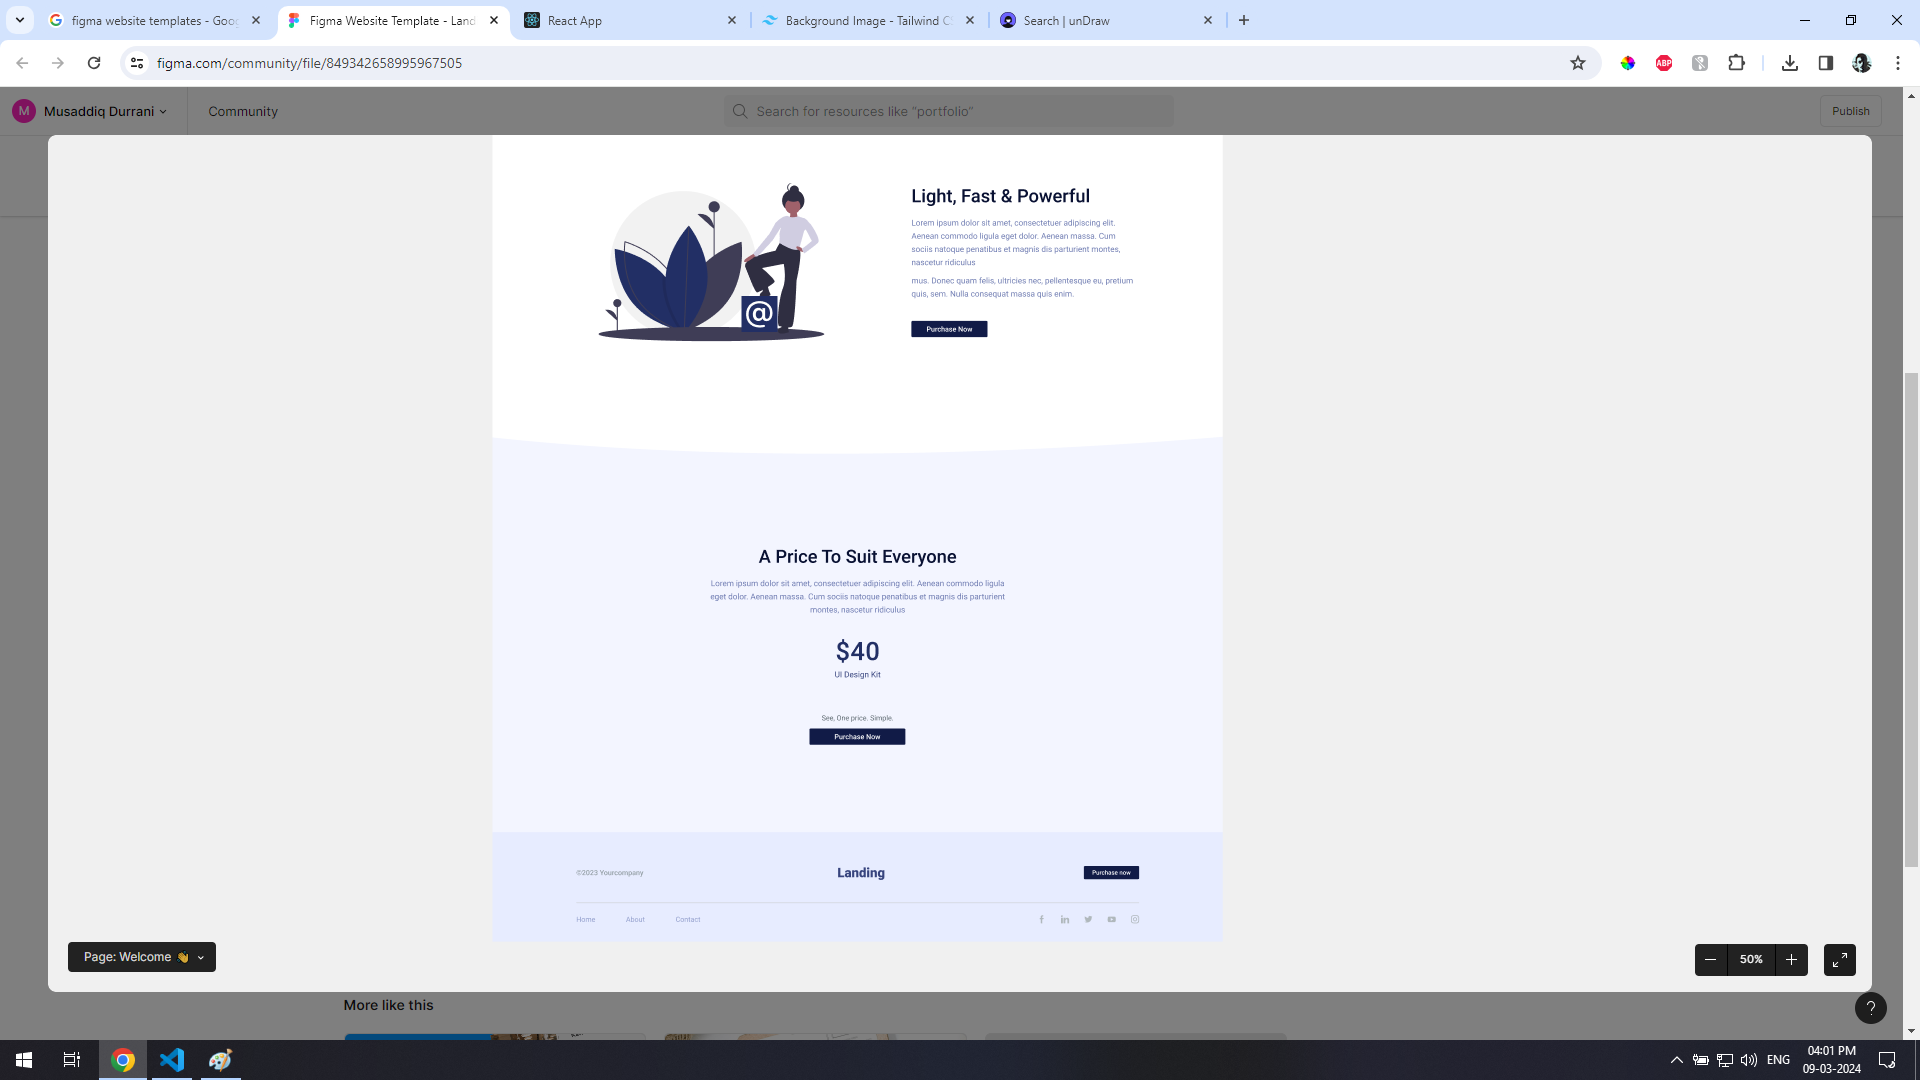 figma website templates - Goo
Figma Website Template - Land
React App
Background Image - Tailwind C
Search | unDraw
figma.com/community/file/849342658995967505
ABP
M
Musaddiq Durrani
Community
Search for resources like "portfolio"
Publish
Light, Fast & Powerful
Lorem ipsum dolor sit amet, consectetuer adipiscing elit.
Aenean commodo ligula eget dolor. Aenean massa. Cum
sociis natoque penatibus et magnis dis parturient montes,
nascetur ridiculus
mus. Donec quam felis, ultricies nec, pellentesque eu, pretium
quis, sem. Nulla consequat massa quis enim.
Purchase Now
@
A Price To Suit Everyone
Lorem ipsum dolor sit amet, consectetuer adipiscing elit. Aenean commodo ligula
eget dolor. Aenean massa. Cum sociis natoque penatibus et magnis dis parturient
montes, nascetur ridiculus
$40
UI Design Kit
See, One price. Simple.
Purchase Now
©2023 Yourcompany
Landing
Purchase now
Home
About
Contact
Page: Welcome 👋
50%
More like this
?
ENG
04:01 PM
09-03-2024